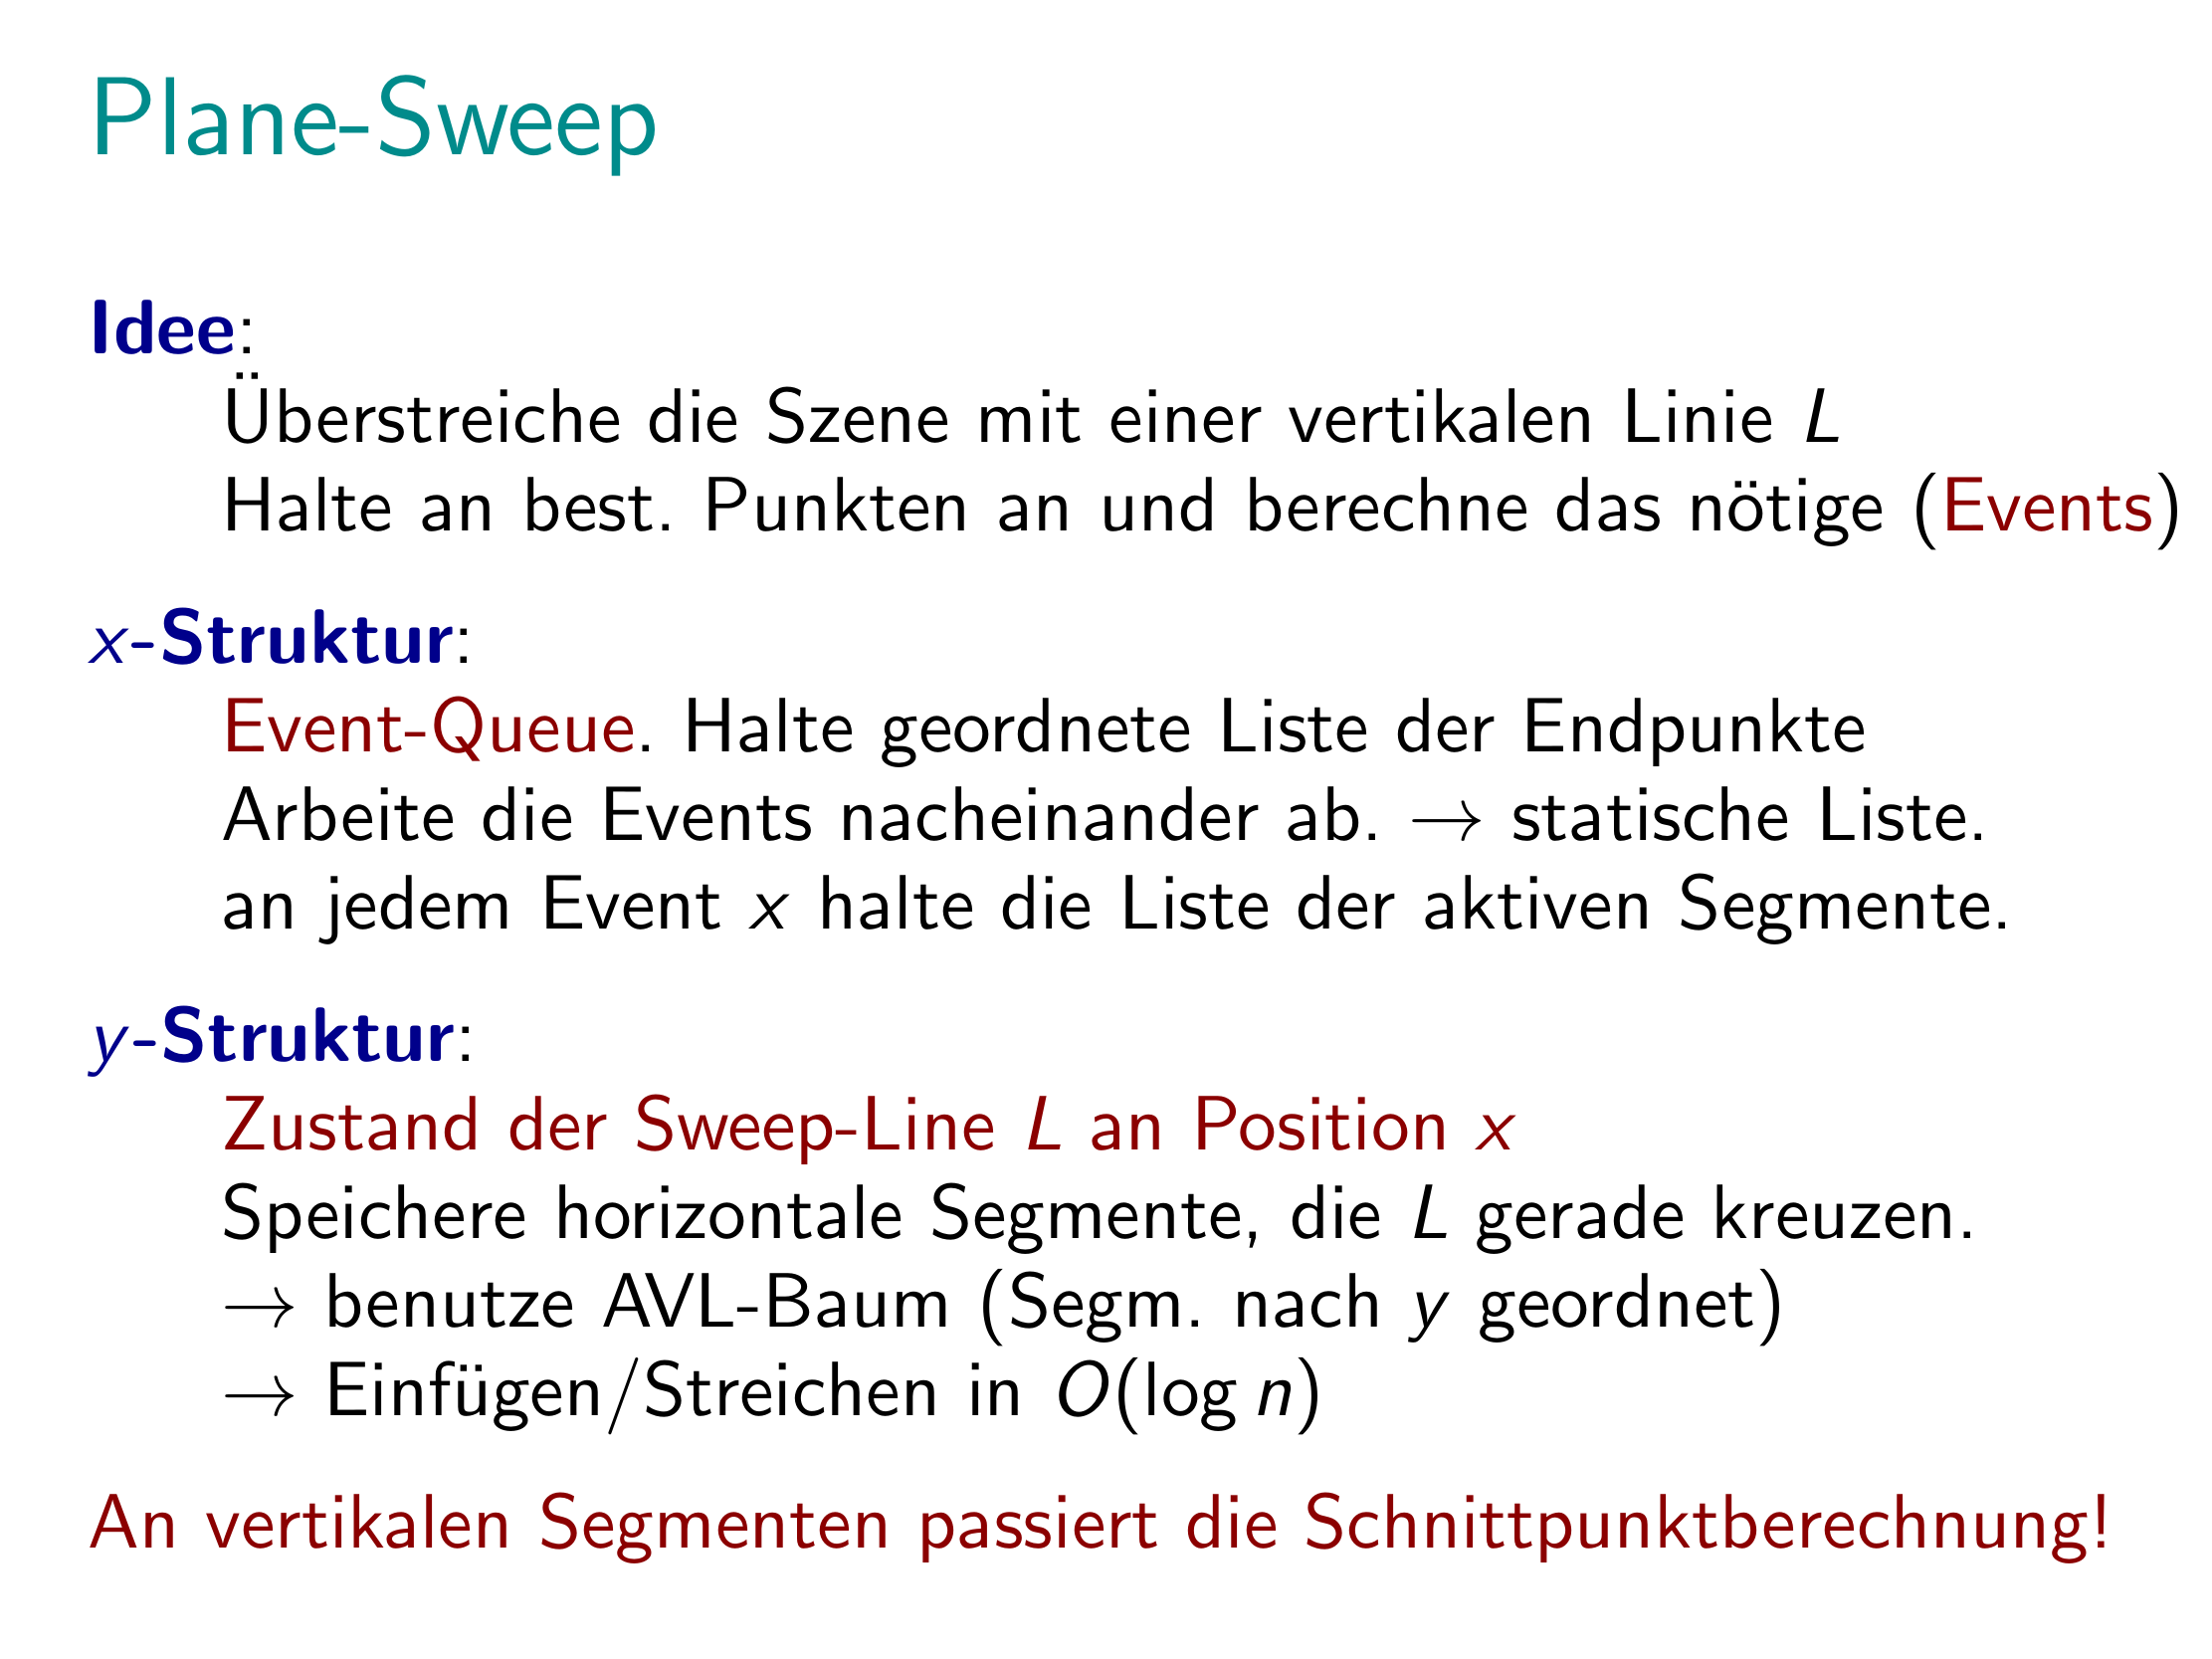 Plane-Sweep
Idee:
Überstreiche die Szene mit einer vertikalen Linie L
Halte an best. Punkten an und berechne das nötige (Events)
x-Struktur:
Event-Queue. Halte geordnete Liste der Endpunkte
Arbeite die Events nacheinander ab. → statische Liste.
an jedem Event x halte die Liste der aktiven Segmente.
y-Struktur:
Zustand der Sweep-Line L an Position x
Speichere horizontale Segmente, die L gerade kreuzen.
→ benutze AVL-Baum (Segm. nach y geordnet)
→ Einfügen/Streichen in O(log n)
An vertikalen Segmenten passiert die Schnittpunktberechnung!